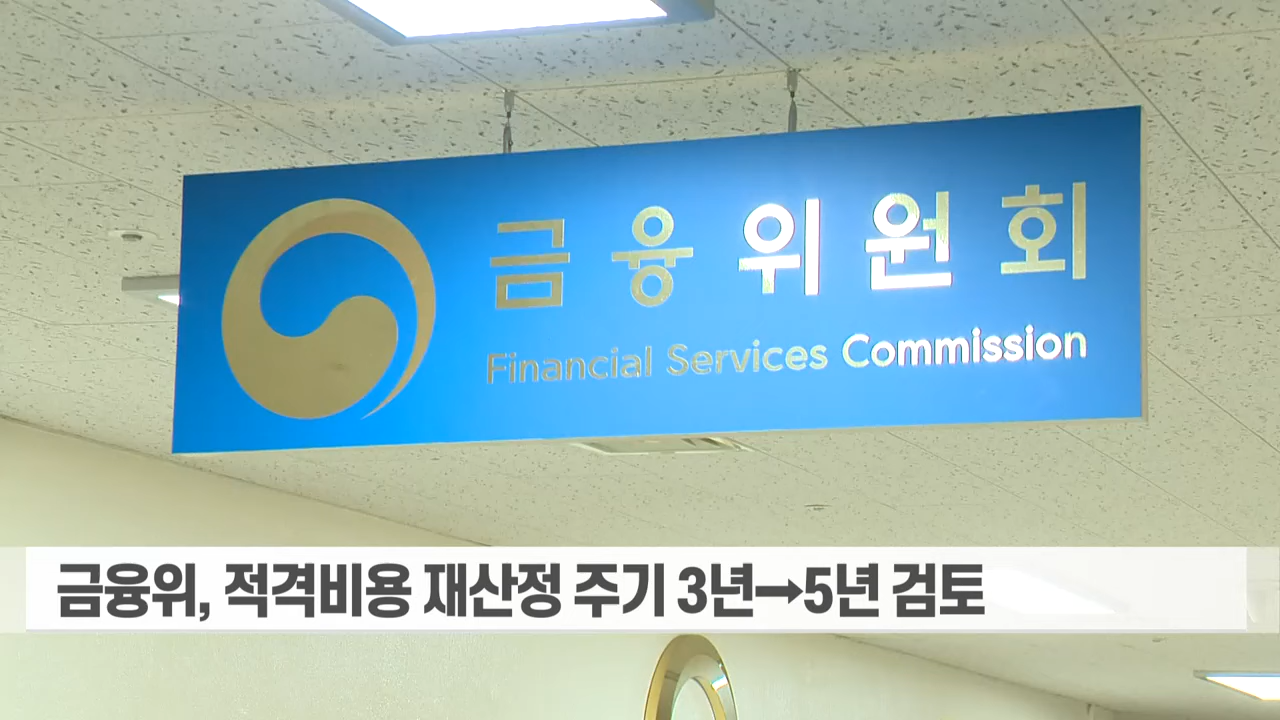 금융위원회
Financial Services Commission
금융위, 적격비용 재산정 주기 3년→5년 검토